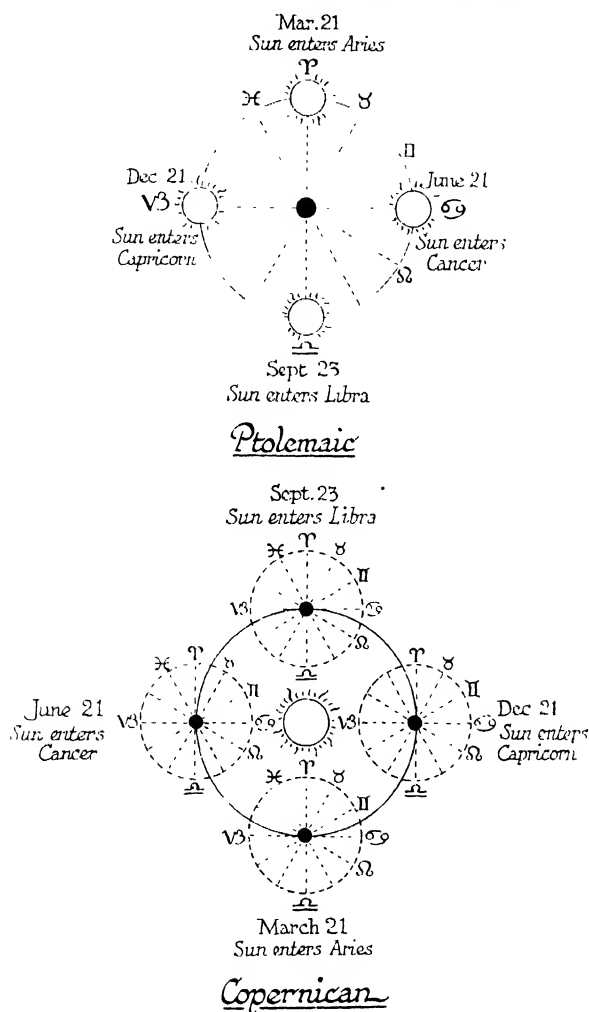 Mar. 21
Sun enters Aries
♈
♓ ♉
♊
Dec 21
♑
Sun enters
Capricorn
June 21
♋
Sun enters
Cancer
♌
♎
Sept 23
Sun enters Libra
Ptolemaic
Sept. 23
Sun enters Libra
♓ ♈ ♉
♊
♑ ♋
♌
♎
June 21
Sun enters
Cancer
♓ ♈ ♉
♊
♑ ♋
♌
♎
♈ ♉
♊
♑ ♋
♌
♎
Dec 21
Sun enters
Capricorn
♓ ♈ ♉
♊
♑ ♋
♌
♎
March 21
Sun enters Aries
Copernican